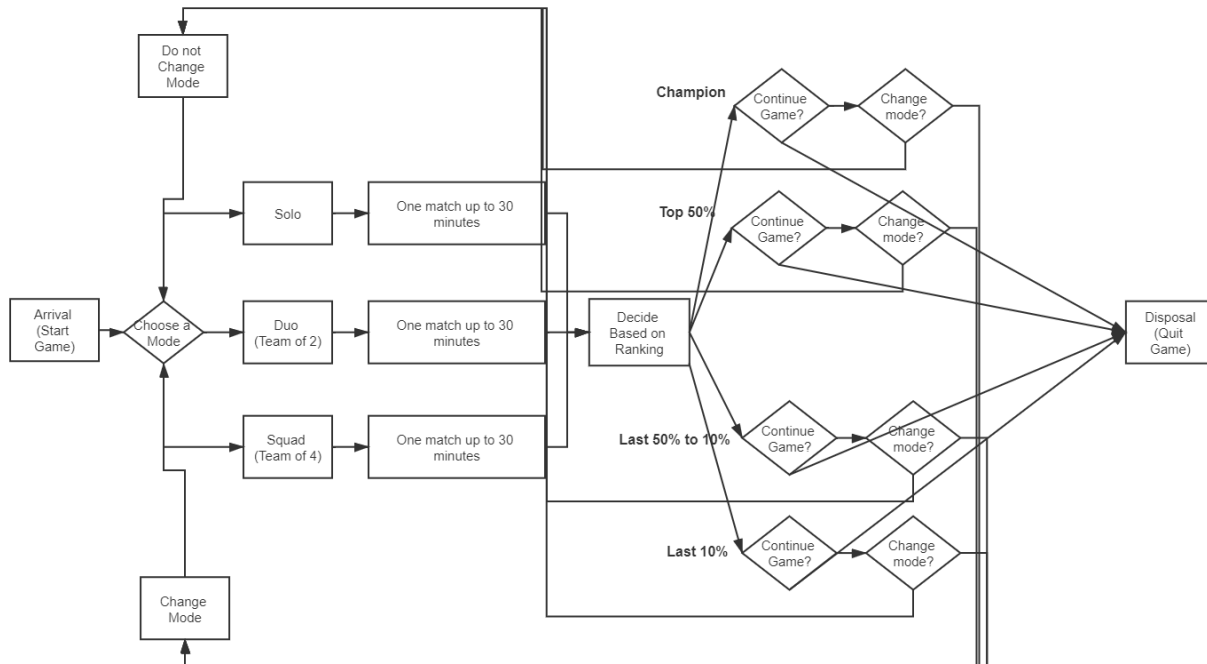 Do not
Change
Mode
Champion
Continue
Game?
Change
mode?
Solo
One match up to 30
minutes
Top 50%
Continue
Game?
Change
mode?
Arrival
(Start
Game)
Choose a
Mode
Duo
(Team of 2)
One match up to 30
minutes
Decide
Based on
Ranking
Disposal
(Quit
Game)
Squad
(Team of 4)
One match up to 30
minutes
Last 50% to 10%
Continue
Game?
Change
mode?
Last 10%
Continue
Game?
Change
mode?
Change
Mode